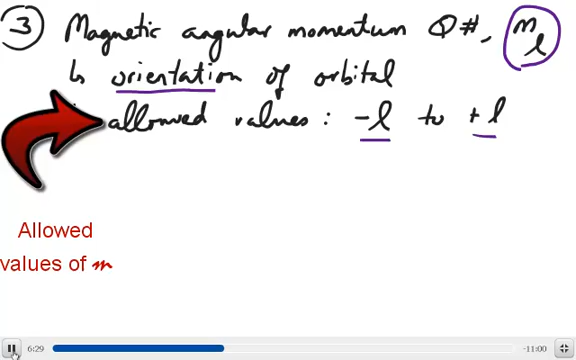 ③ Magnetic angular momentum Q#, mℓ
↳ orientation of orbital
allowed values: -ℓ to +ℓ
Allowed
values of m
6:29
-11:00